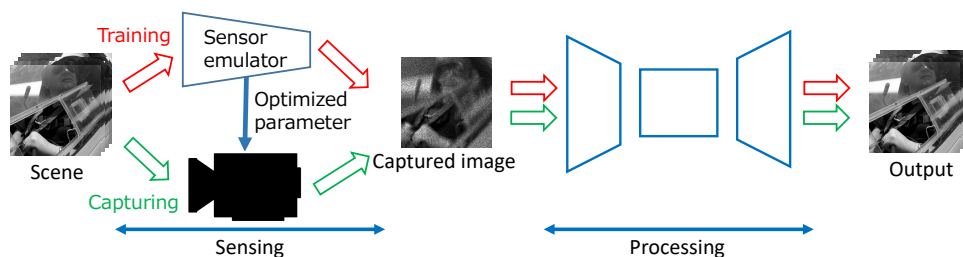 Training
Sensor
emulator
Optimized
parameter
Scene
Captured image
Output
Capturing
Sensing
Processing